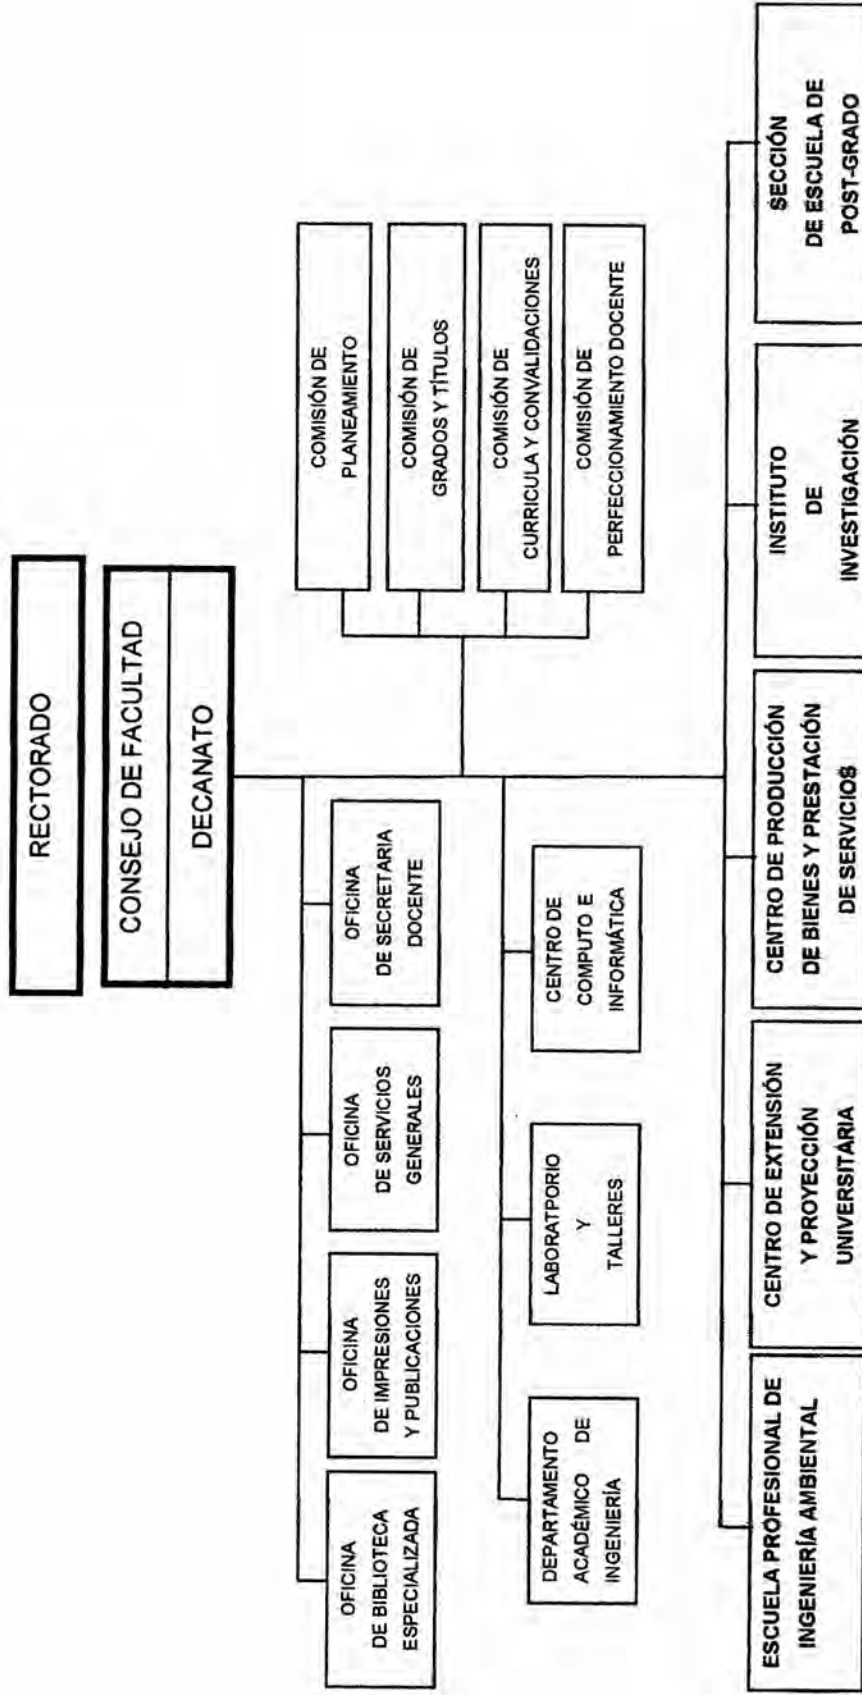 RECTORADO
CONSEJO DE FACULTAD
DECANATO
OFICINA
DE BIBLIOTECA
ESPECIALIZADA
OFICINA
DE IMPRESIONES
Y PUBLICACIONES
OFICINA
DE SERVICIOS
GENERALES
OFICINA
DE SECRETARIA
DOCENTE
COMISIÓN DE
PLANEAMIENTO
COMISIÓN DE
GRADOS Y TÍTULOS
COMISIÓN DE
CURRICULA Y CONVALIDACIONES
COMISIÓN DE
PERFECCIONAMIENTO DOCENTE
DEPARTAMENTO
ACADÉMICO DE
INGENIERÍA
LABORATPORIO
Y
TALLERES
CENTRO DE
COMPUTO E
INFORMÁTICA
ESCUELA PROFESIONAL DE
INGENIERÍA AMBIENTAL
CENTRO DE EXTENSIÓN
Y PROYECCIÓN
UNIVERSITARIA
CENTRO DE PRODUCCIÓN
DE BIENES Y PRESTACIÓN
DE SERVICIOS
INSTITUTO
DE
INVESTIGACIÓN
SECCIÓN
DE ESCUELA DE
POST-GRADO